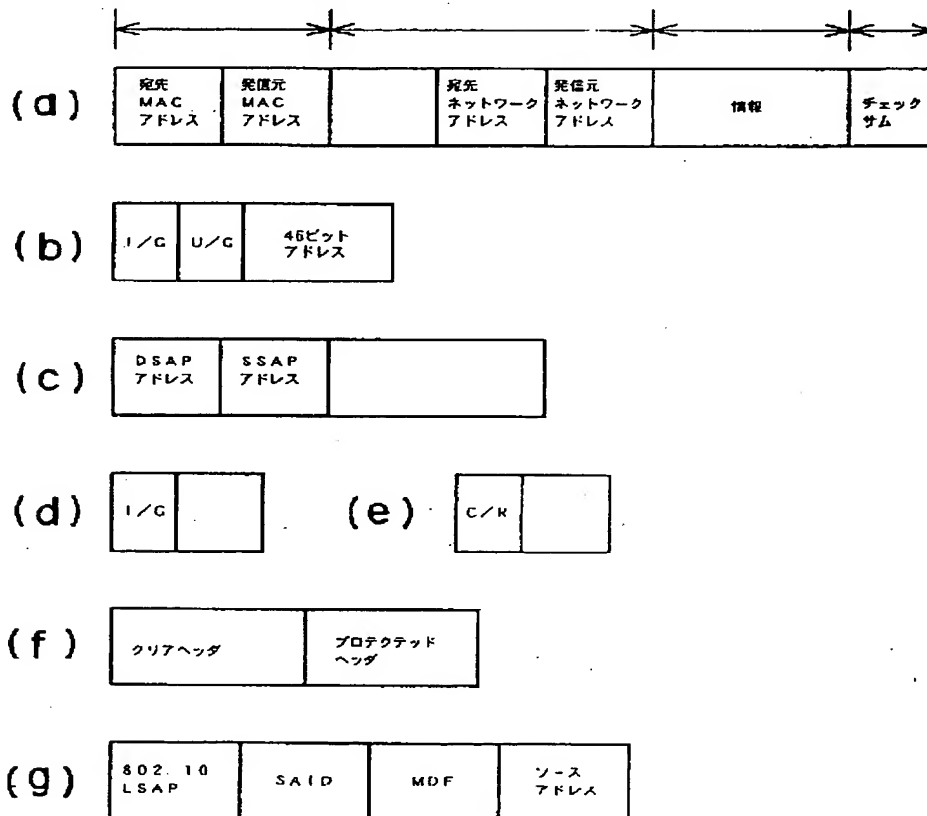 (a)
宛先
MAC
アドレス
発信元
MAC
アドレス
宛先
ネットワーク
アドレス
発信元
ネットワーク
アドレス
情報
チェック
サム
(b)
I/G
U/G
46ビット
アドレス
(c)
DSAP
アドレス
SSAP
アドレス
(d)
I/G
(e)
C/R
(f)
クリアヘッダ
プロテクテッド
ヘッダ
(g)
802.10
LSAP
SAID
MDF
ソース
アドレス